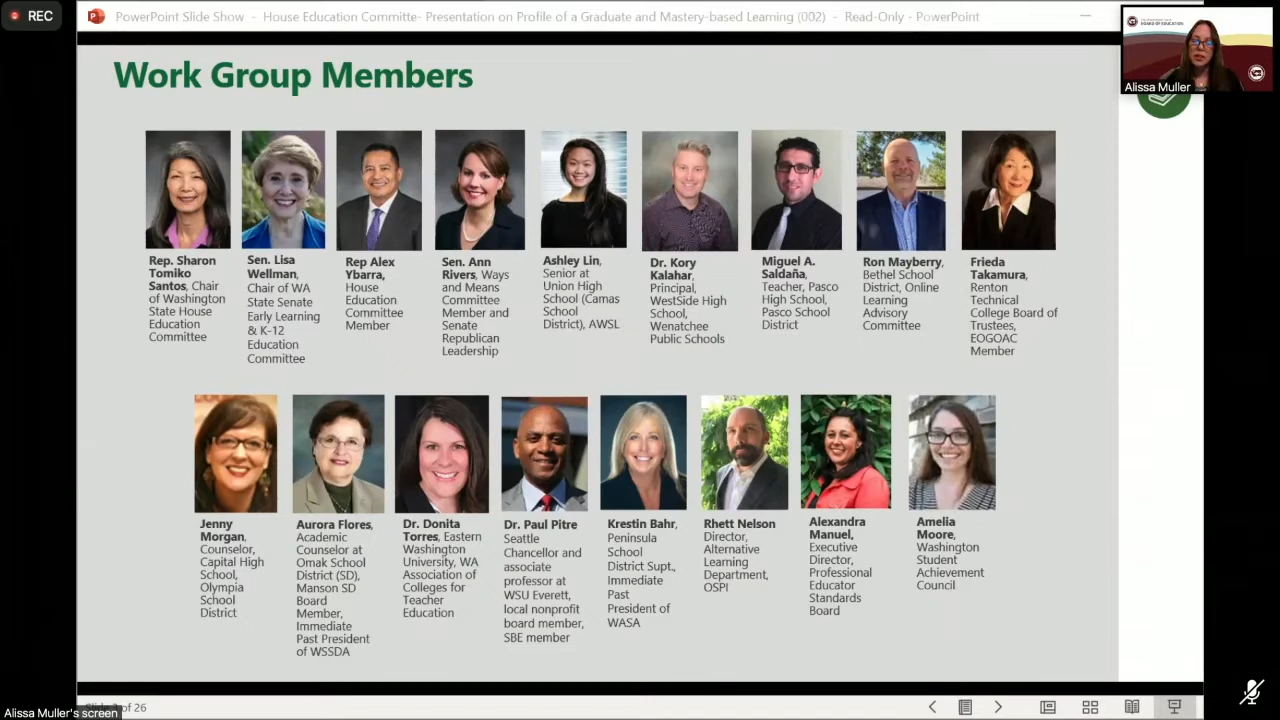 REC
PowerPoint Slide Show - House Education Committe- Presentation on Profile of a Graduate and Mastery-based Learning (002) - Read-Only - PowerPoint
BOARD OF EDUCATION
Alissa Muller
Work Group Members
Rep. Sharon
Tomiko
Santos, Chair
of Washington
State House
Education
Committee
Sen. Lisa
Wellman,
Chair of WA
State Senate
Early Learning
& K-12
Education
Committee
Rep Alex
Ybarra,
House
Education
Committee
Member
Sen. Ann
Rivers, Ways
and Means
Committee
Member and
Senate
Republican
Leadership
Ashley Lin,
Senior at
Union High
School (Camas
School
District), AWSL
Dr. Kory
Kalahar,
Principal,
WestSide High
School,
Wenatchee
Public Schools
Miguel A.
Saldaña,
Teacher, Pasco
High School,
Pasco School
District
Ron Mayberry,
Bethel School
District, Online
Learning
Advisory
Committee
Frieda
Takamura,
Renton
Technical
College Board of
Trustees,
EOGOAC
Member
Jenny
Morgan,
Counselor,
Capital High
School,
Olympia
School
District
Aurora Flores,
Academic
Counselor at
Omak School
District (SD),
Manson SD
Board
Member,
Immediate
Past President
of WSSDA
Dr. Donita
Torres, Eastern
Washington
University, WA
Association of
Colleges for
Teacher
Education
Dr. Paul Pitre
Seattle
Chancellor and
associate
professor at
WSU Everett,
local nonprofit
board member,
SBE member
Krestin Bahr,
Peninsula
School
District Supt.,
Immediate
Past
President of
WASA
Rhett Nelson
Director,
Alternative
Learning
Department,
OSPI
Alexandra
Manuel,
Executive
Director,
Professional
Educator
Standards
Board
Amelia
Moore,
Washington
Student
Achievement
Council
of 26
Alissa Muller's screen